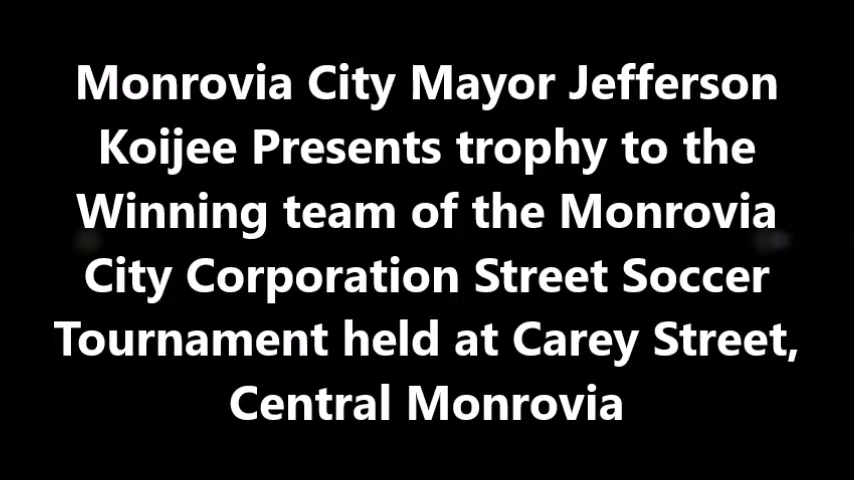 Monrovia City Mayor Jefferson
Koijee Presents trophy to the
Winning team of the Monrovia
City Corporation Street Soccer
Tournament held at Carey Street,
Central Monrovia